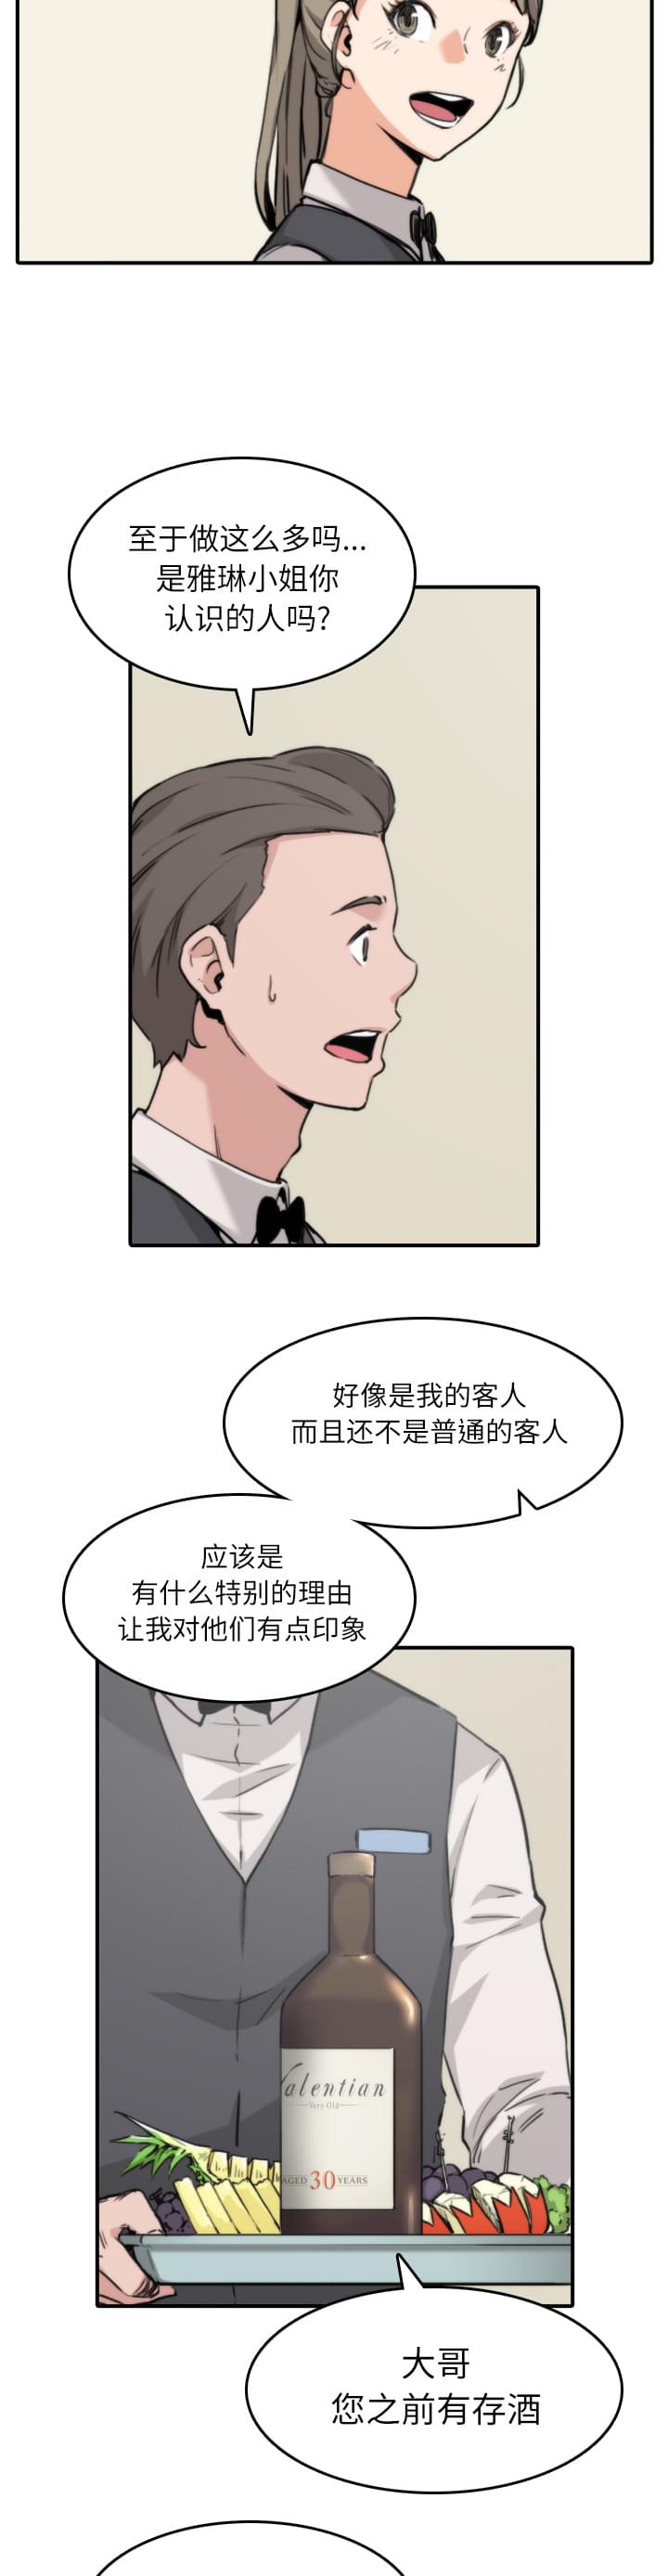 至于做这么多吗...
是雅琳小姐你
认识的人吗?
好像是我的客人
而且还不是普通的客人
应该是
有什么特别的理由
让我对他们有点印象
Valentian
Very Old
AGED 30 YEARS
大哥
您之前有存酒